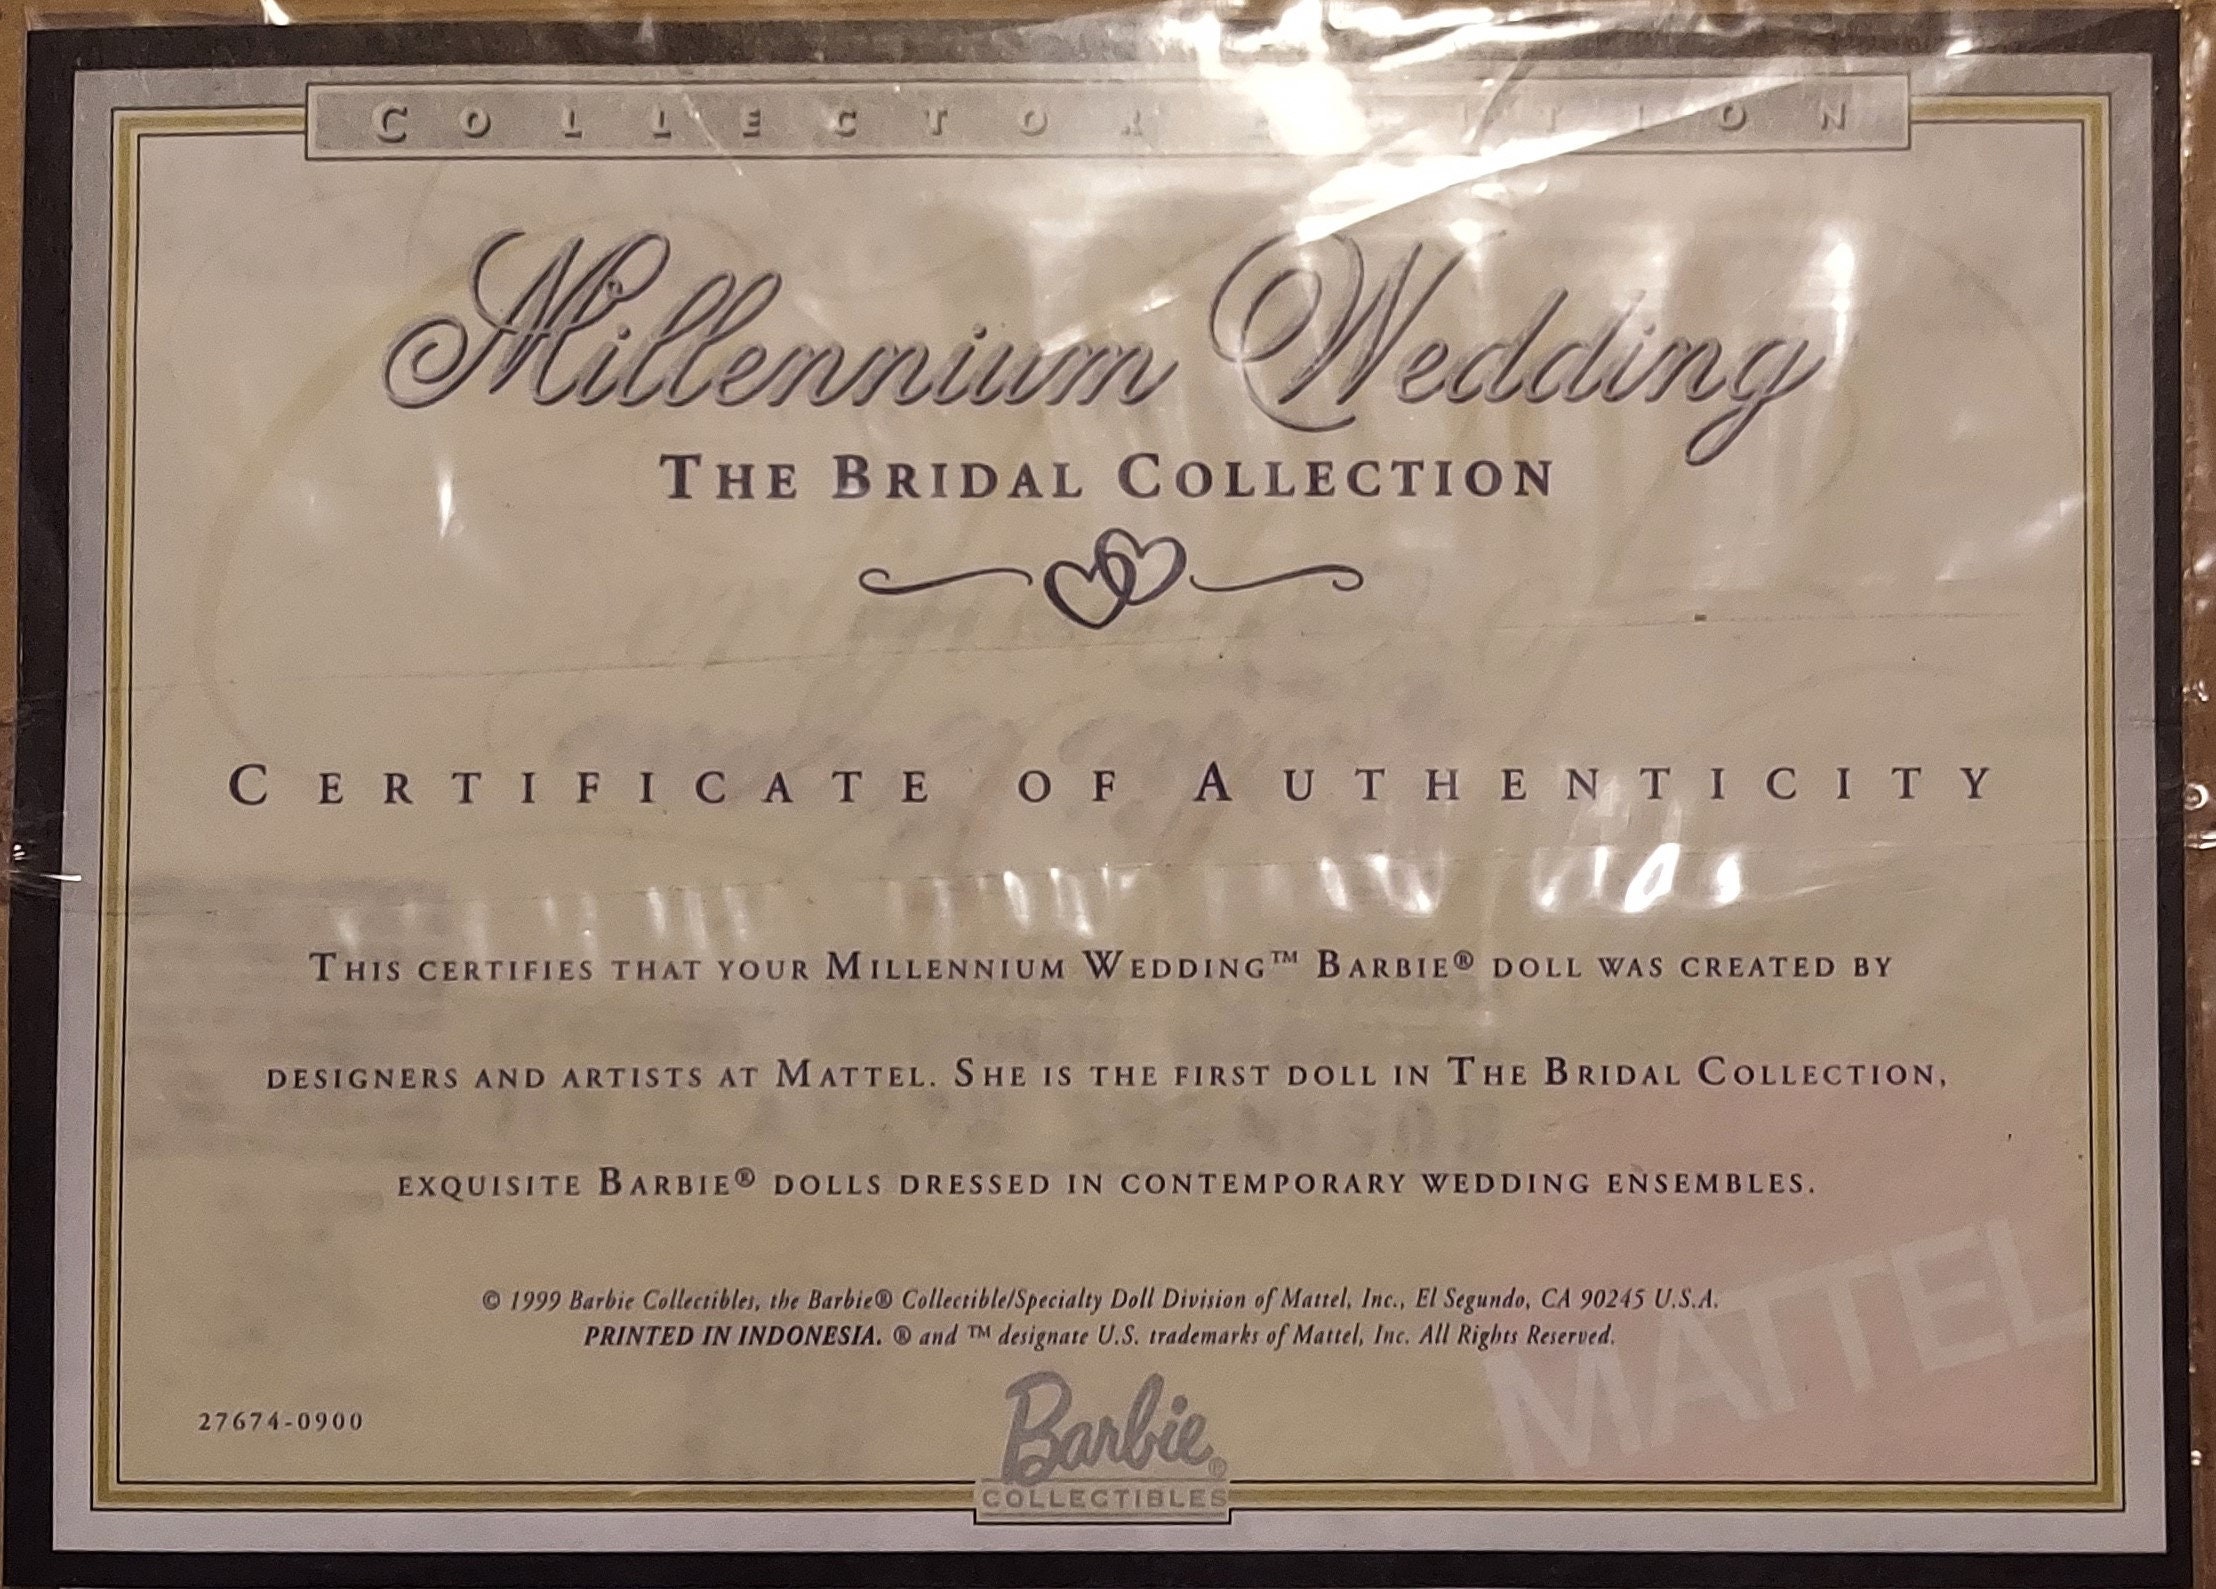 COLLECTOR EDITION
Millennium Wedding
THE BRIDAL COLLECTION
CERTIFICATE OF AUTHENTICITY
THIS CERTIFIES THAT YOUR MILLENNIUM WEDDING™ BARBIE® DOLL WAS CREATED BY
DESIGNERS AND ARTISTS AT MATTEL. SHE IS THE FIRST DOLL IN THE BRIDAL COLLECTION,
EXQUISITE BARBIE® DOLLS DRESSED IN CONTEMPORARY WEDDING ENSEMBLES.
© 1999 Barbie Collectibles, the Barbie® Collectible/Specialty Doll Division of Mattel, Inc., El Segundo, CA 90245 U.S.A.
PRINTED IN INDONESIA. ® and ™ designate U.S. trademarks of Mattel, Inc. All Rights Reserved.
MATTEL
27674-0900
Barbie®
COLLECTIBLES